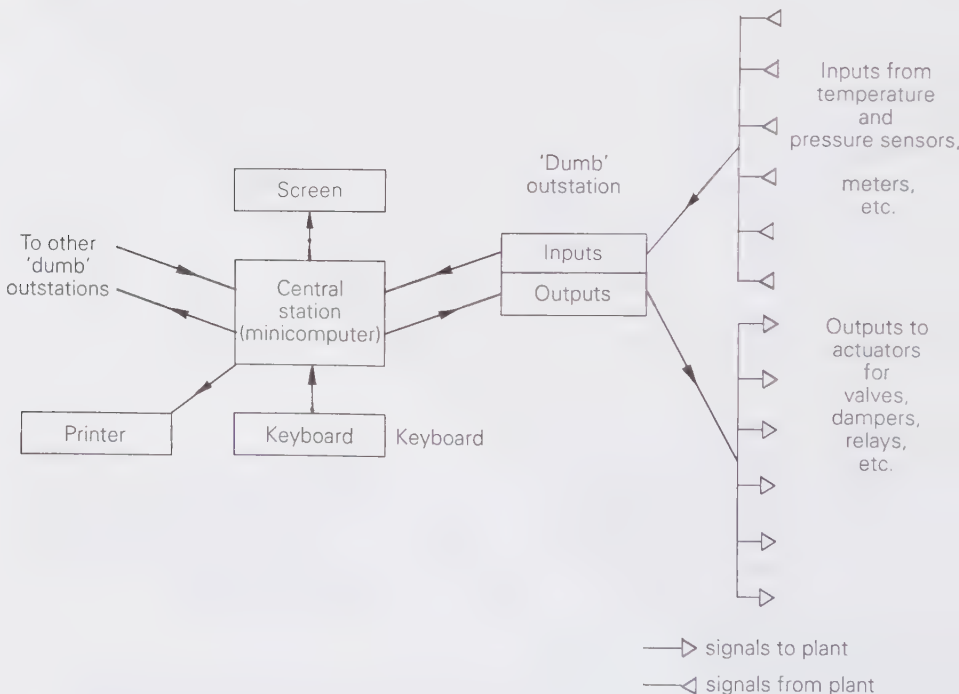 Inputs from
temperature
and
pressure sensors,
meters,
etc.
'Dumb'
outstation
Screen
To other
'dumb'
outstations
Central
station
(minicomputer)
Inputs
Outputs
Printer
Keyboard
Keyboard
Outputs to
actuators
for
valves,
dampers,
relays,
etc.
signals to plant
signals from plant